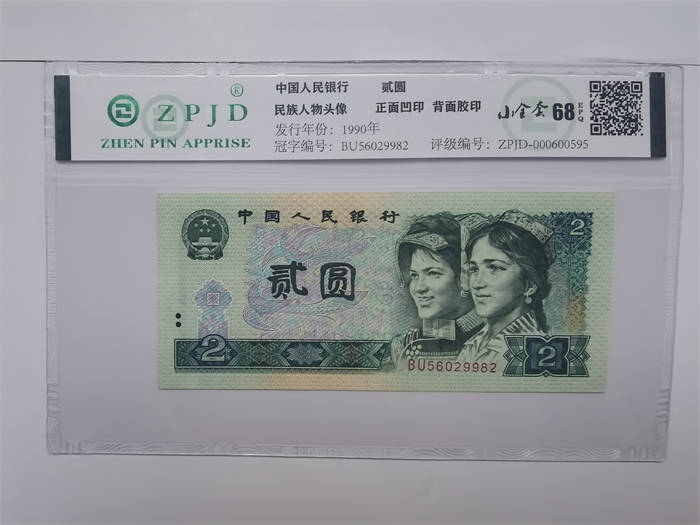 ZPJD®
ZHEN PIN APPRISE
中国人民银行 贰圆
民族人物头像 正面凹印 背面胶印
发行年份：1990年
冠字编号：BU56029982 评级编号：ZPJD-000600595
小全套 68 EPQ
中国人民银行
贰圆
2
2
2
BU56029982